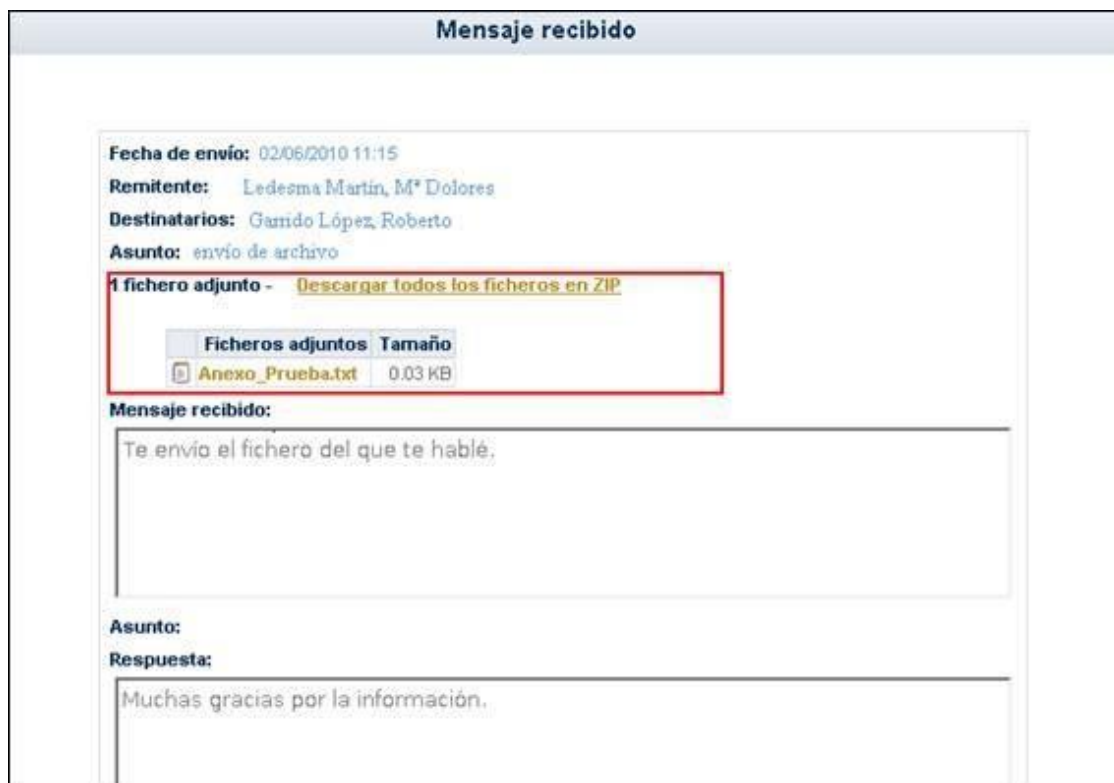 Mensaje recibido
Fecha de envío: 02/06/2010 11:15
Remitente: Ledesma Martín, Mª Dolores
Destinatarios: Garrido López, Roberto
Asunto: envío de archivo
1 fichero adjunto - Descargar todos los ficheros en ZIP
Ficheros adjuntos Tamaño
Anexo_Prueba.txt 0.03 KB
Mensaje recibido:
Te envío el fichero del que te hablé.
Asunto:
Respuesta:
Muchas gracias por la información.